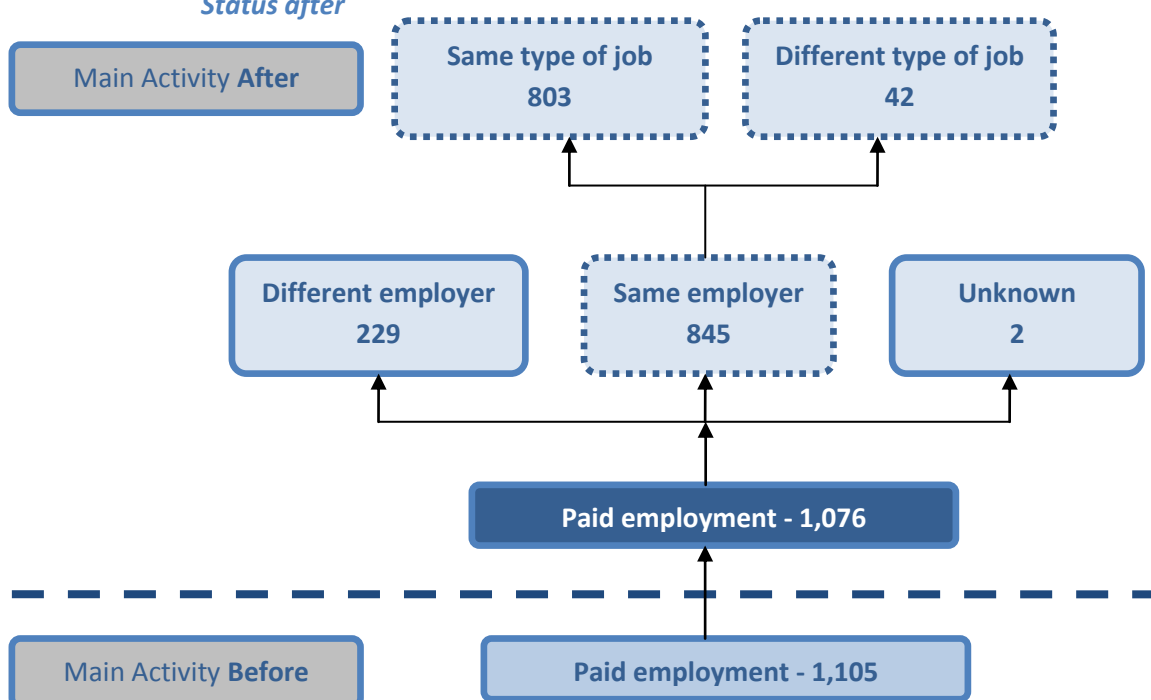 Status after
Main Activity After
Same type of job
803
Different type of job
42
Different employer
229
Same employer
845
Unknown
2
Paid employment - 1,076
Main Activity Before
Paid employment - 1,105